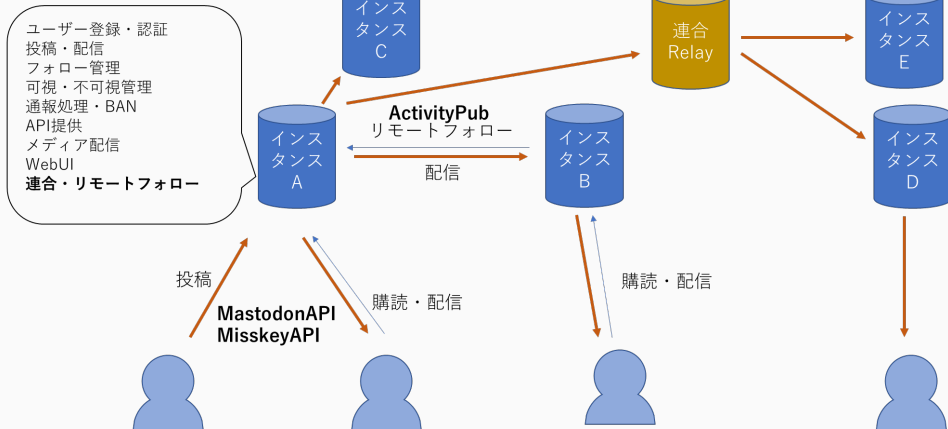 ユーザー登録・認証
投稿・配信
フォロー管理
可視・不可視管理
通報処理・BAN
API提供
メディア配信
WebUI
連合・リモートフォロー
インス
タンス
C
連合
Relay
インス
タンス
E
ActivityPub
リモートフォロー
配信
インス
タンス
A
インス
タンス
B
インス
タンス
D
投稿
MastodonAPI
MisskeyAPI
購読・配信
購読・配信